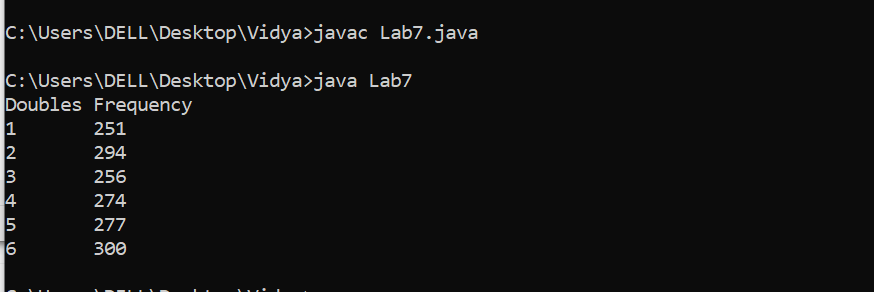 C:\Users\DELL\Desktop\Vidya>javac Lab7.java
C:\Users\DELL\Desktop\Vidya>java Lab7
Doubles Frequency
1 251
2 294
3 256
4 274
5 277
6 300